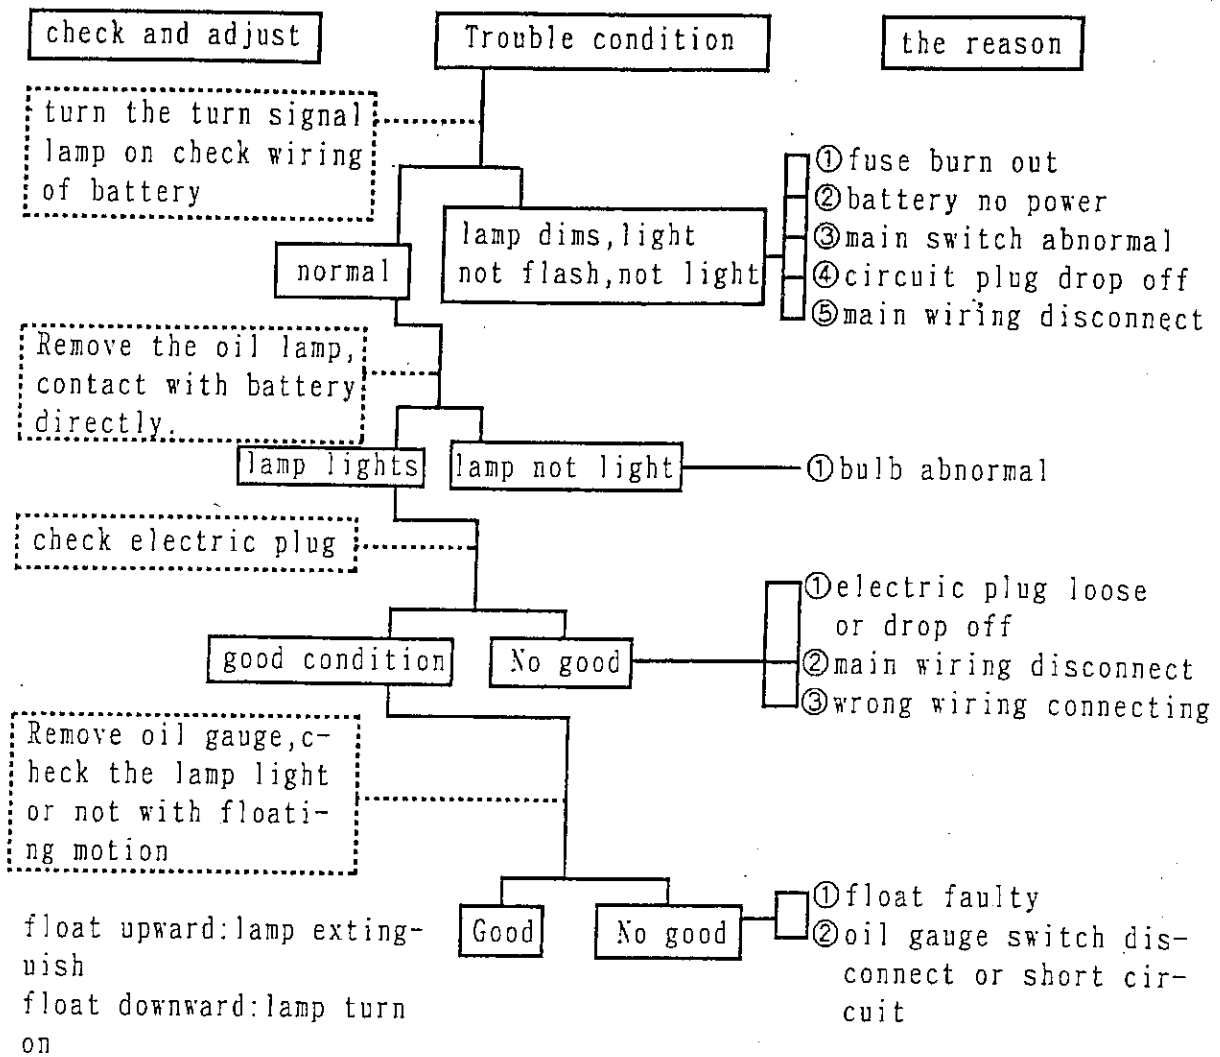 check and adjust
Trouble condition
the reason
turn the turn signal
lamp on check wiring
of battery
normal
lamp dims,light
not flash,not light
①fuse burn out
②battery no power
③main switch abnormal
④circuit plug drop off
⑤main wiring disconnect
Remove the oil lamp,
contact with battery
directly.
lamp lights
lamp not light
①bulb abnormal
check electric plug
good condition
No good
①electric plug loose
or drop off
②main wiring disconnect
③wrong wiring connecting
Remove oil gauge,c-
heck the lamp light
or not with floati-
ng motion
Good
No good
①float faulty
②oil gauge switch dis-
connect or short cir-
cuit
float upward:lamp exting-
uish
float downward:lamp turn
on